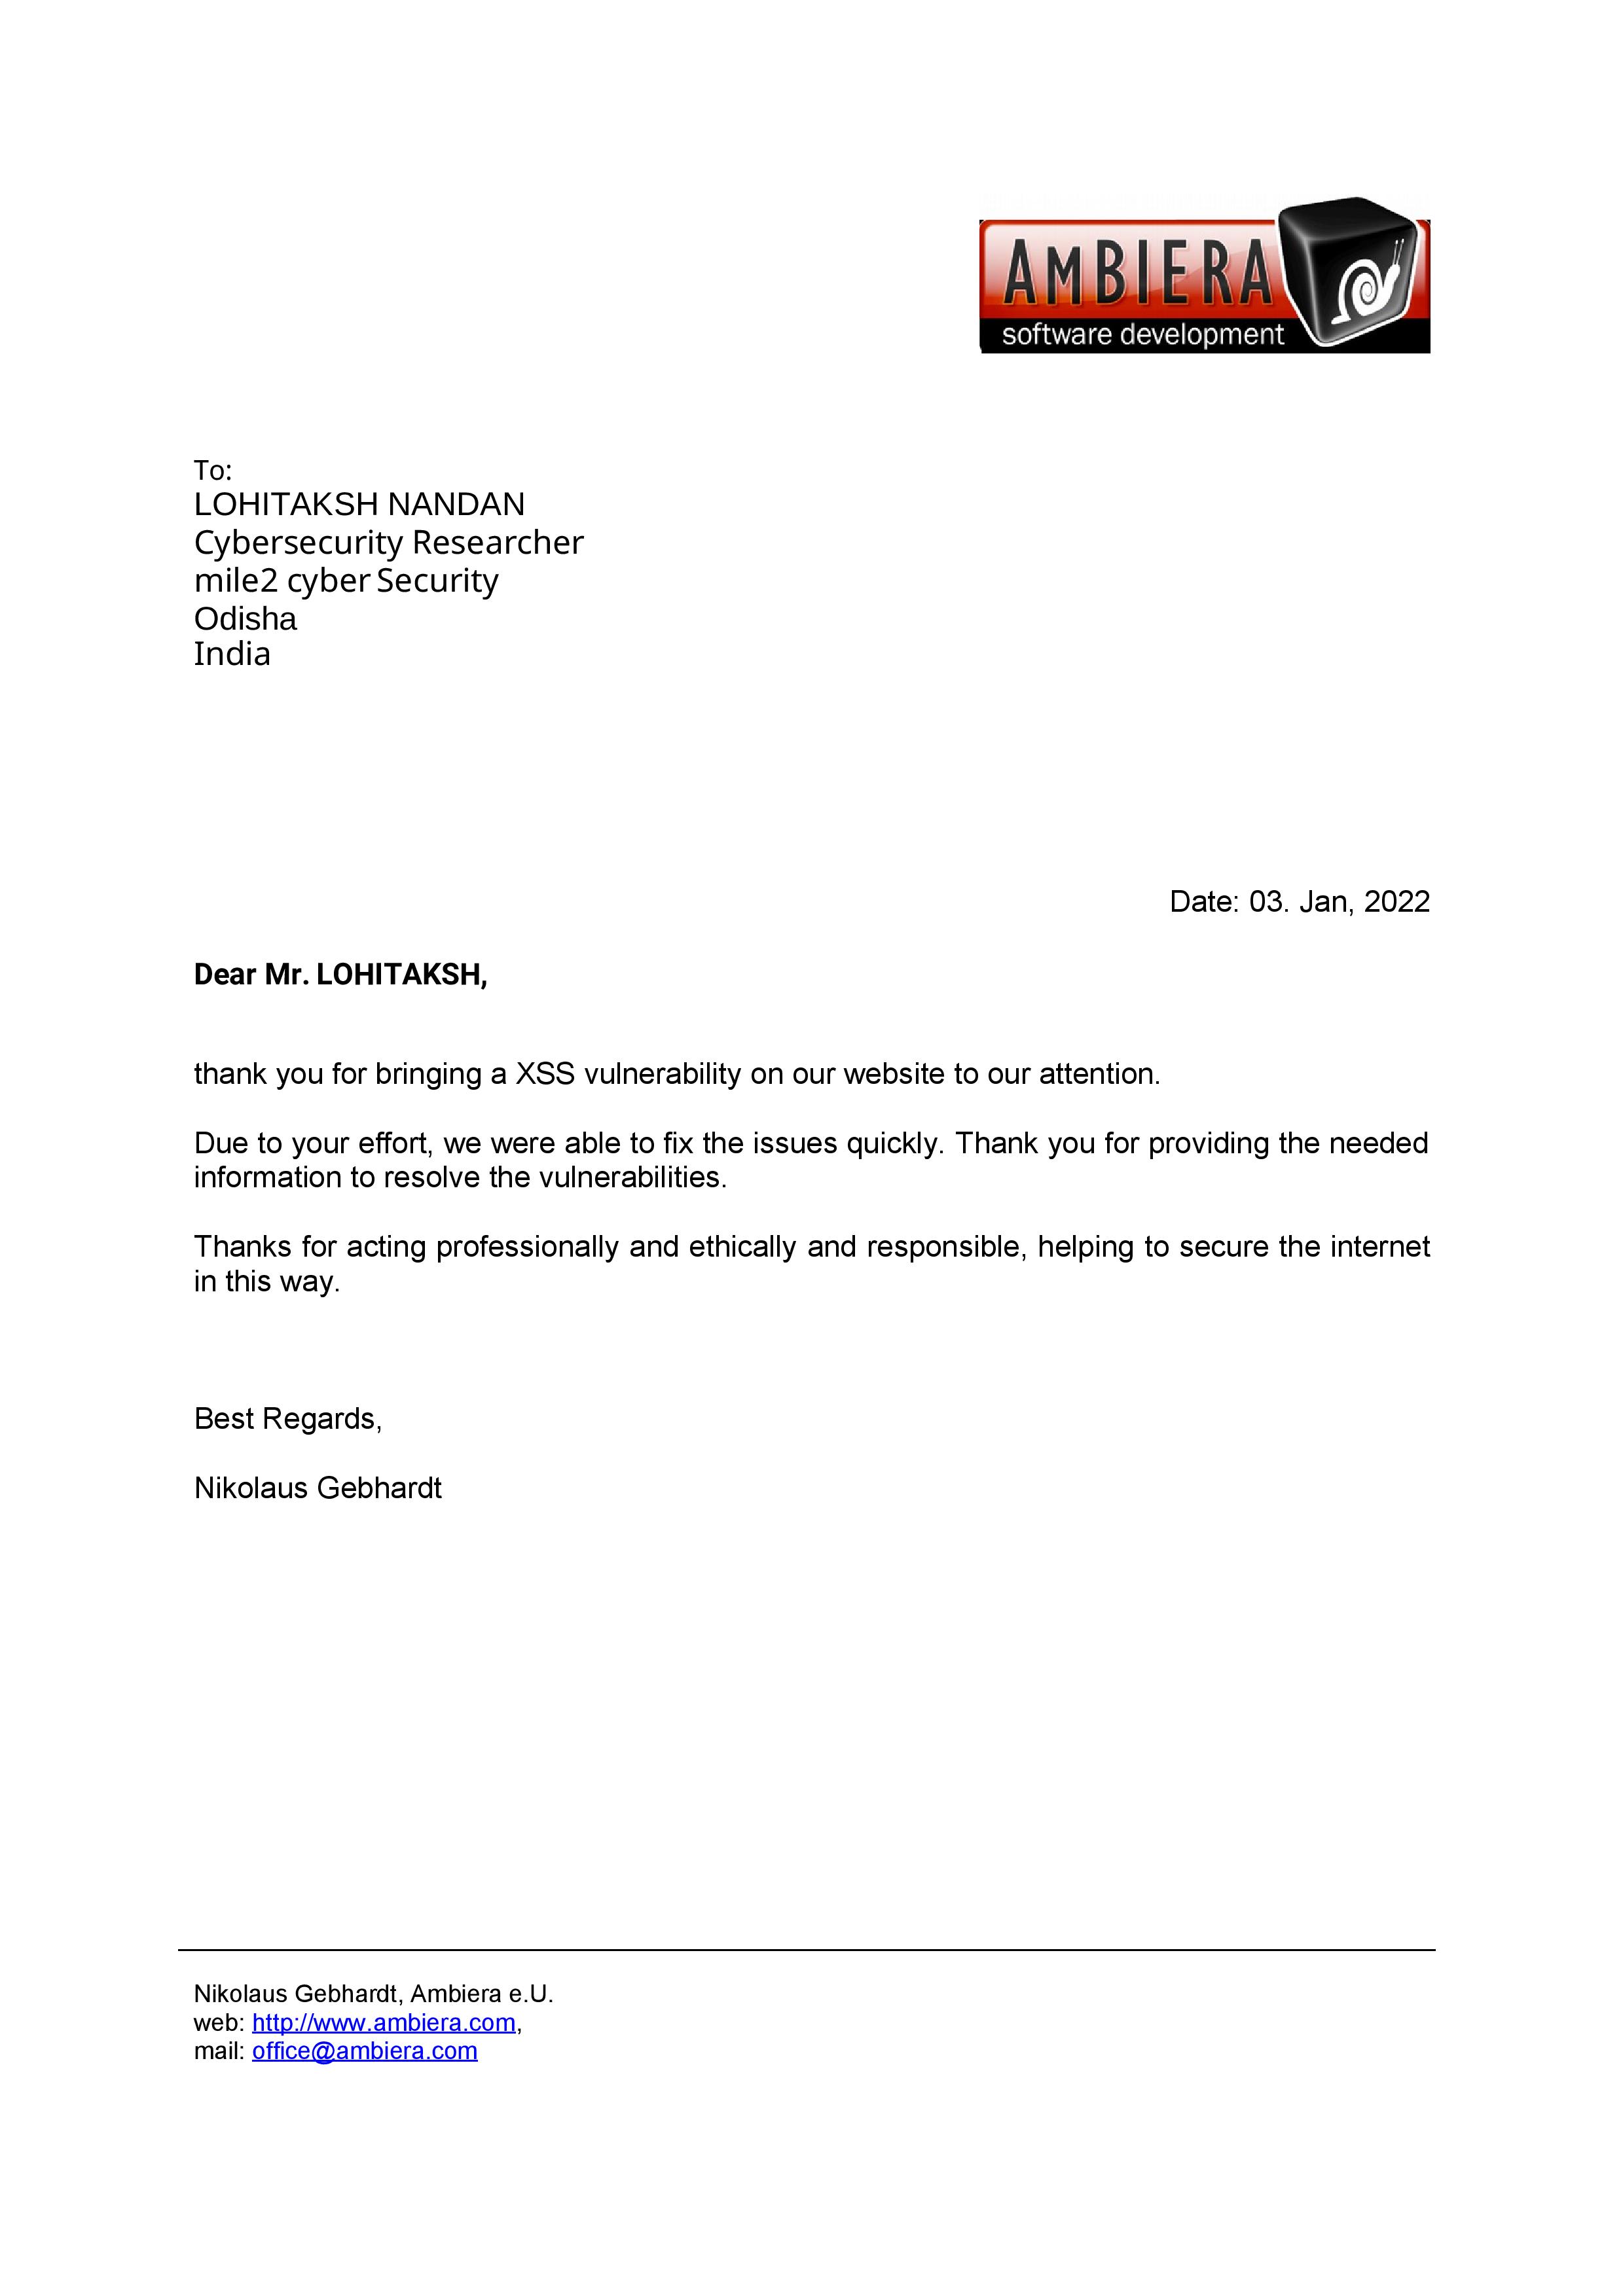 AMBIERA
software development
To:
LOHITAKSH NANDAN
Cybersecurity Researcher
mile2 cyber Security
Odisha
India
Date: 03. Jan, 2022
Dear Mr. LOHITAKSH,
thank you for bringing a XSS vulnerability on our website to our attention.
Due to your effort, we were able to fix the issues quickly. Thank you for providing the needed
information to resolve the vulnerabilities.
Thanks for acting professionally and ethically and responsible, helping to secure the internet
in this way.
Best Regards,
Nikolaus Gebhardt
Nikolaus Gebhardt, Ambiera e.U.
web: http://www.ambiera.com,
mail: office@ambiera.com